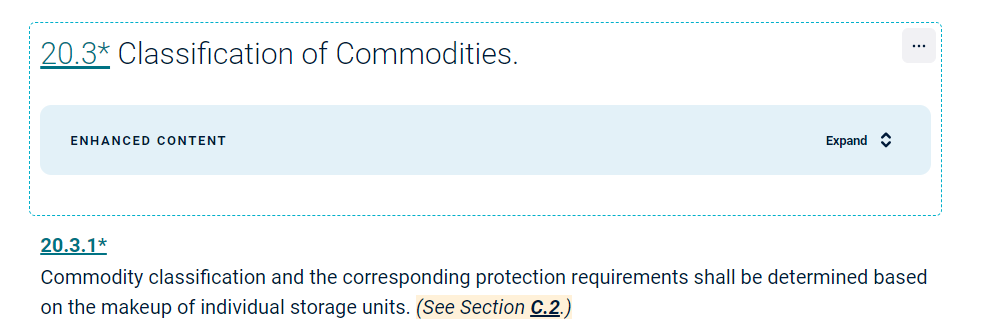 20.3* Classification of Commodities.
...
ENHANCED CONTENT
Expand
20.3.1*
Commodity classification and the corresponding protection requirements shall be determined based
on the makeup of individual storage units. (See Section C.2.)